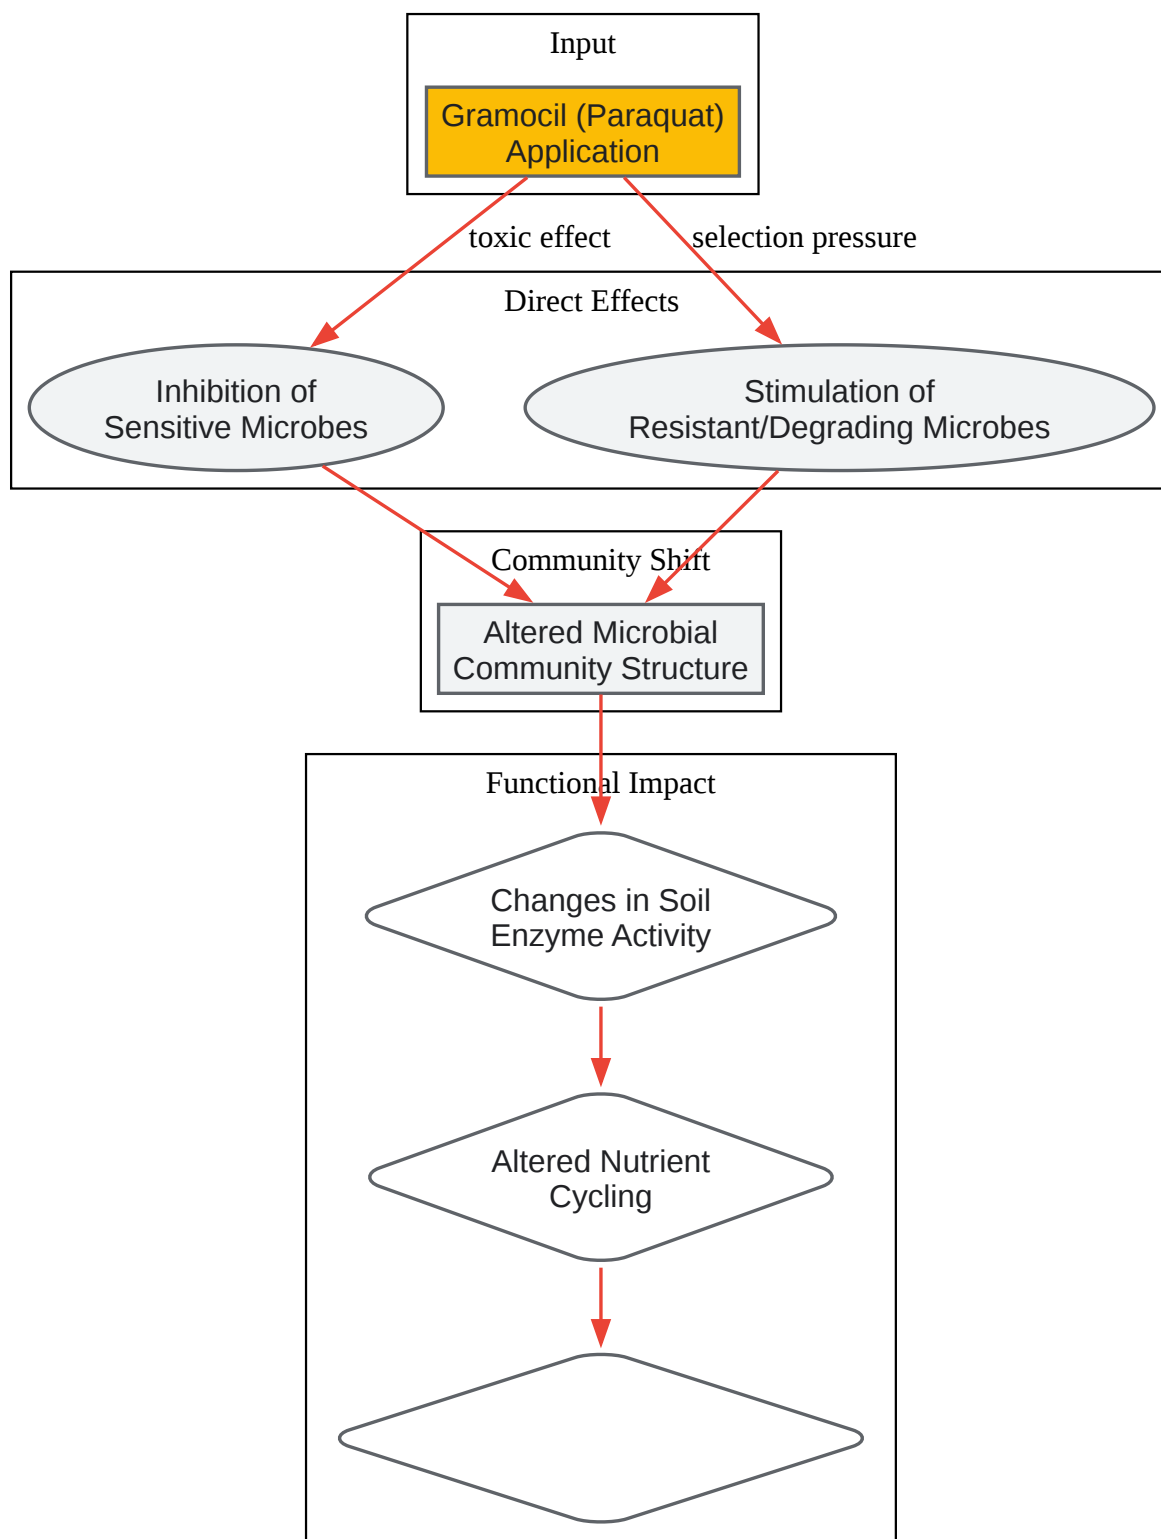 Input
Gramocil (Paraquat)
Application
toxic effect
selection pressure
Direct Effects
Inhibition of
Sensitive Microbes
Stimulation of
Resistant/Degrading Microbes
Community Shift
Altered Microbial
Community Structure
Functional Impact
Changes in Soil
Enzyme Activity
Altered Nutrient
Cycling